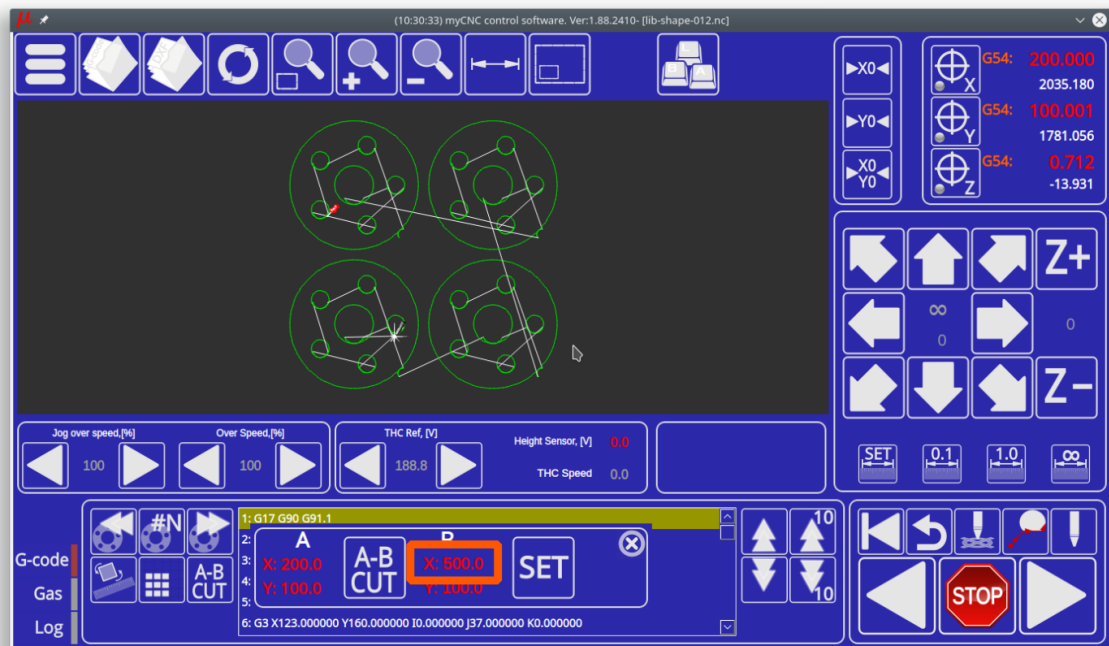 (10:30:33) myCNC control software. Ver:1.88.2410- [lib-shape-012.nc]
L
B A
▶X0◀
▶Y0◀
▶X0◀
Y0
X
G54: 200.000
2035.180
Y
G54: 100.001
1781.056
Z
G54: 0.712
-13.931
Z+
∞
0
0
Z-
SET
0.1
1.0
∞
Jog over speed,[%]
100
Over Speed,[%]
100
THC Ref, [V]
188.8
Height Sensor, [V] 0.0
THC Speed 0.0
G-code
Gas
Log
#N
A-B
CUT
1: G17 G90 G91.1
2:
3:
4:
5:
6: G3 X123.000000 Y160.000000 I0.000000 J37.000000 K0.000000
A
X: 200.0
Y: 100.0
A-B
CUT
B
X: 500.0
Y: 100.0
SET
10
10
STOP